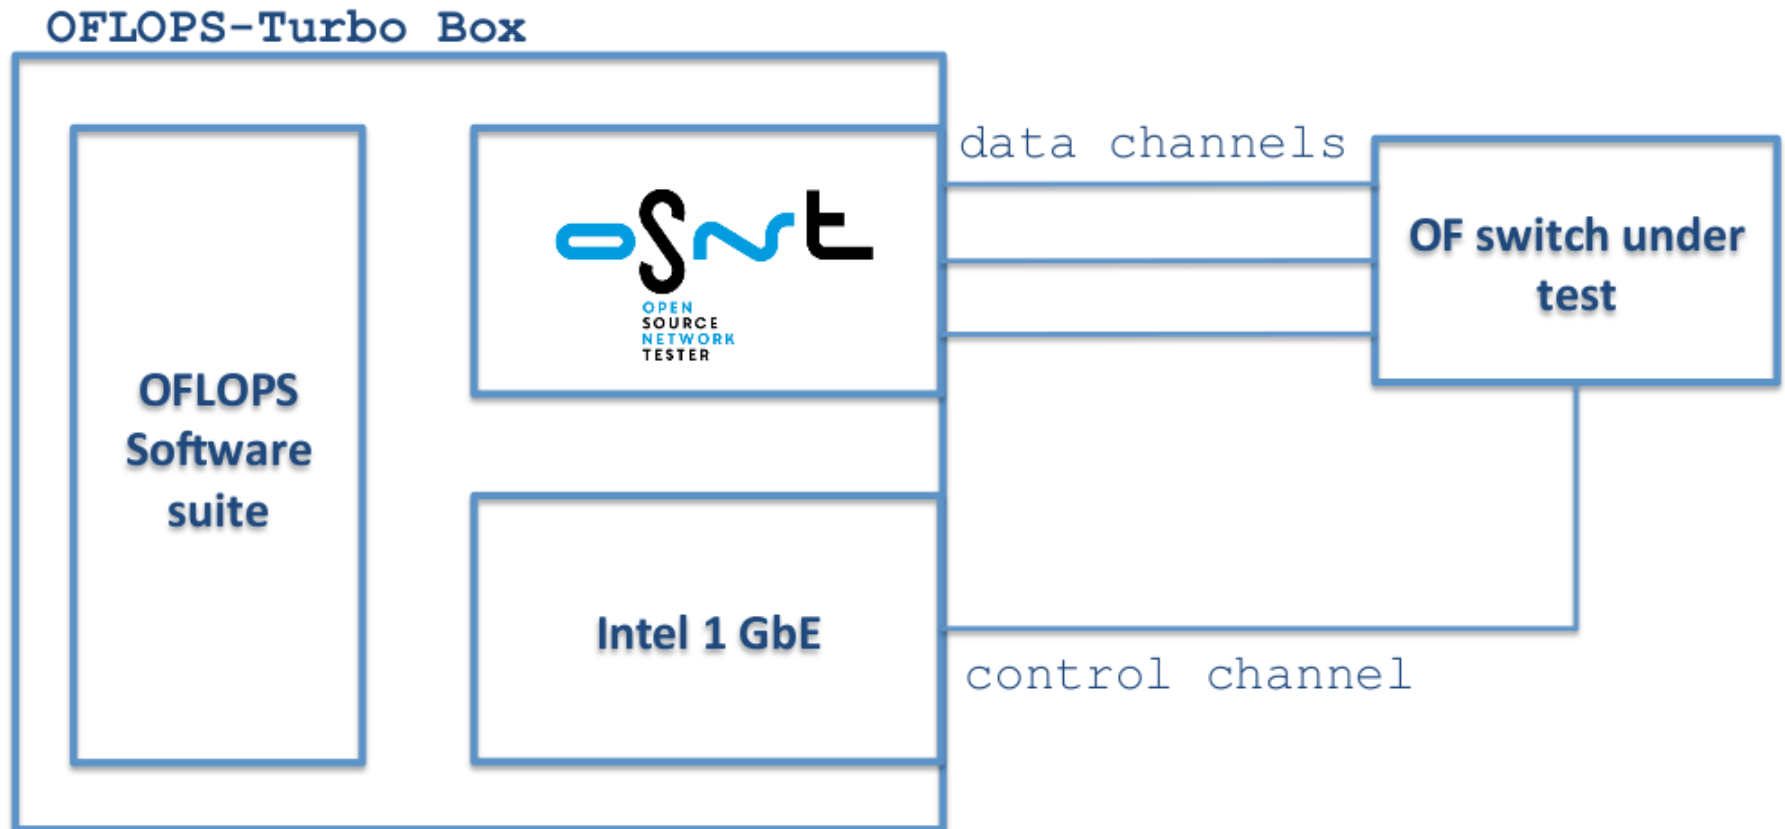 OFLOPS-Turbo Box
data channels
osnt
OPEN
SOURCE
NETWORK
TESTER
OF switch under
test
OFLOPS
Software
suite
Intel 1 GbE
control channel